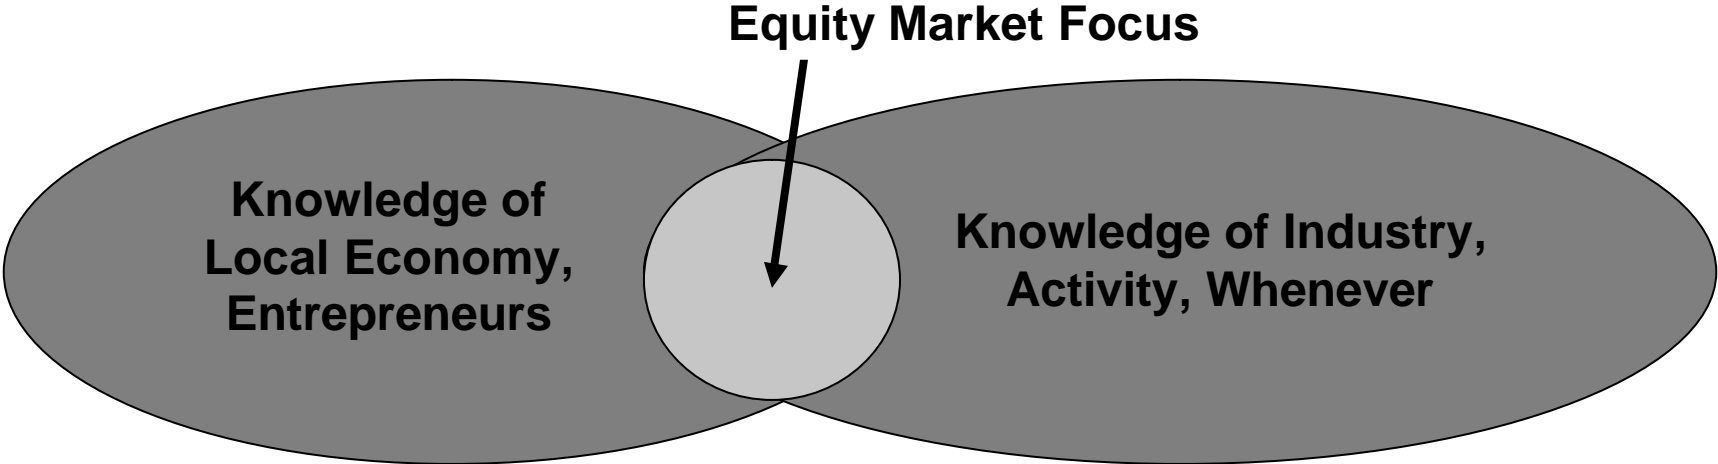 Equity Market Focus
Knowledge of
Local Economy,
Entrepreneurs
Knowledge of Industry,
Activity, Whenever